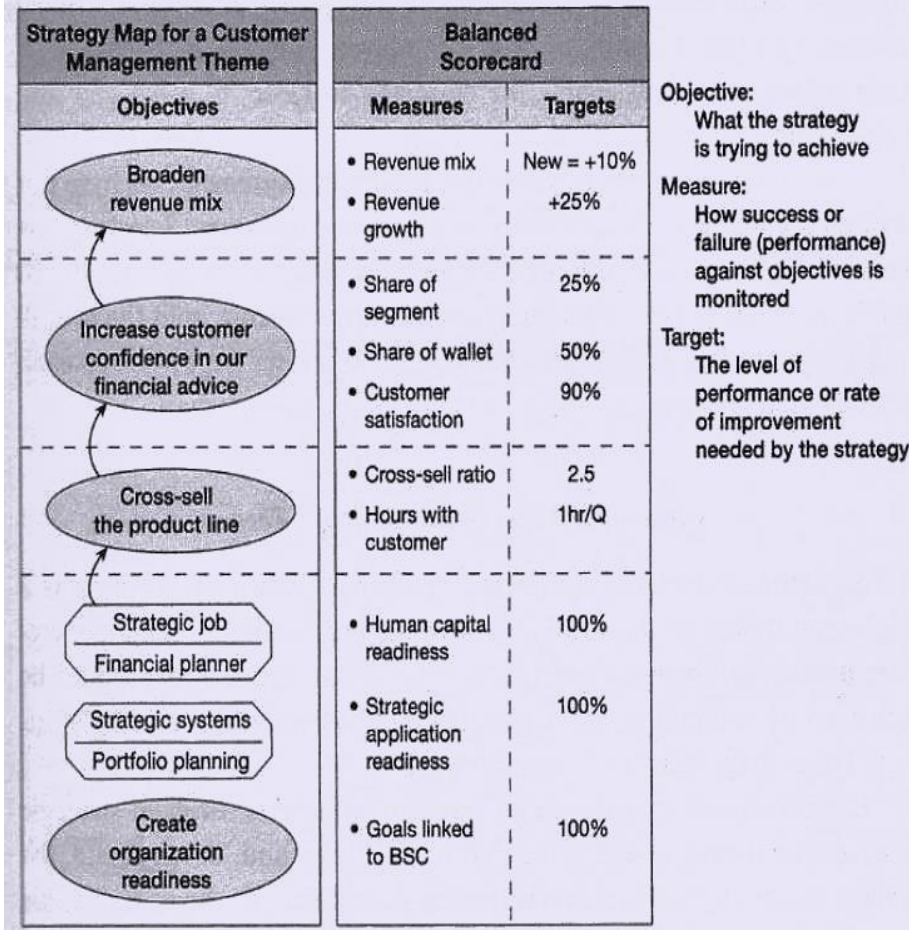 Strategy Map for a Customer
Management Theme
Objectives
Broaden
revenue mix
Increase customer
confidence in our
financial advice
Cross-sell
the product line
Strategic job
Financial planner
Strategic systems
Portfolio planning
Create
organization
readiness
Balanced
Scorecard
Measures
Targets
• Revenue mix
New = +10%
• Revenue
growth
+25%
• Share of
segment
25%
• Share of wallet
50%
• Customer
satisfaction
90%
• Cross-sell ratio
2.5
• Hours with
customer
1hr/Q
• Human capital
readiness
100%
• Strategic
application
readiness
100%
• Goals linked
to BSC
100%
Objective:
What the strategy
is trying to achieve
Measure:
How success or
failure (performance)
against objectives is
monitored
Target:
The level of
performance or rate
of improvement
needed by the strategy